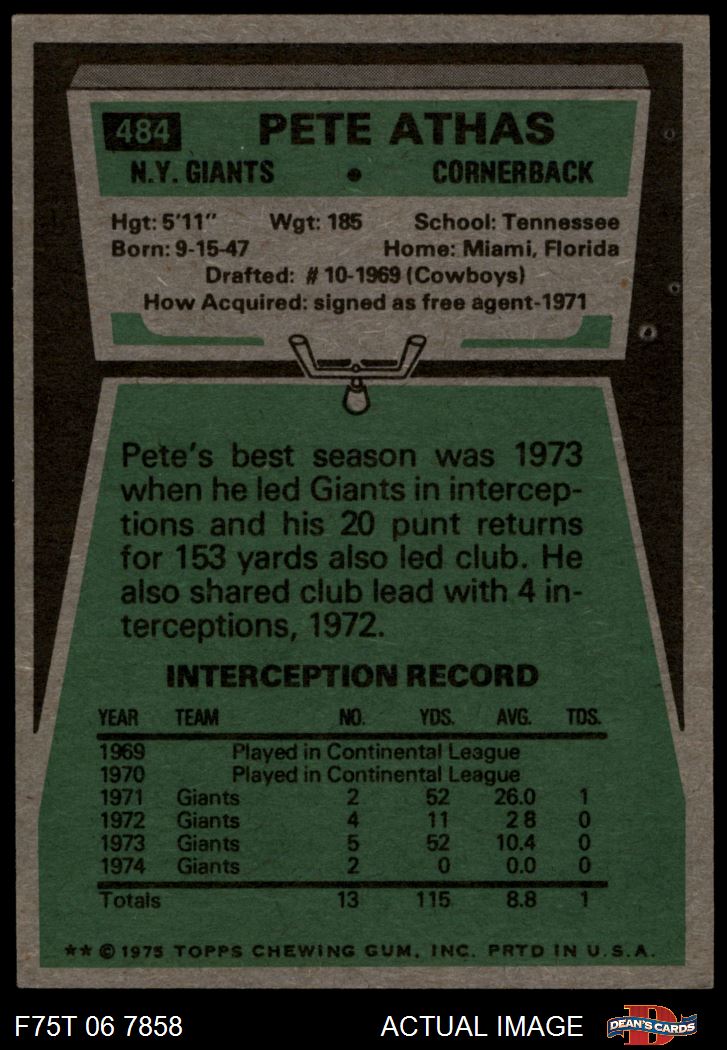 484 PETE ATHAS
N.Y. GIANTS • CORNERBACK
Hgt: 5'11" Wgt: 185 School: Tennessee
Born: 9-15-47 Home: Miami, Florida
Drafted: #10-1969 (Cowboys)
How Acquired: signed as free agent-1971
Pete's best season was 1973
when he led Giants in intercep-
tions and his 20 punt returns
for 153 yards also led club. He
also shared club lead with 4 in-
terceptions, 1972.
INTERCEPTION RECORD
YEAR TEAM NO. YDS. AVG. TDS.
1969 Played in Continental League
1970 Played in Continental League
1971 Giants 2 52 26.0 1
1972 Giants 4 11 2 8 0
1973 Giants 5 52 10.4 0
1974 Giants 2 0 0.0 0
Totals 13 115 8.8 1
** © 1975 TOPPS CHEWING GUM, INC. PRTD IN U.S.A.
F75T 06 7858 ACTUAL IMAGE DEAN'S CARDS